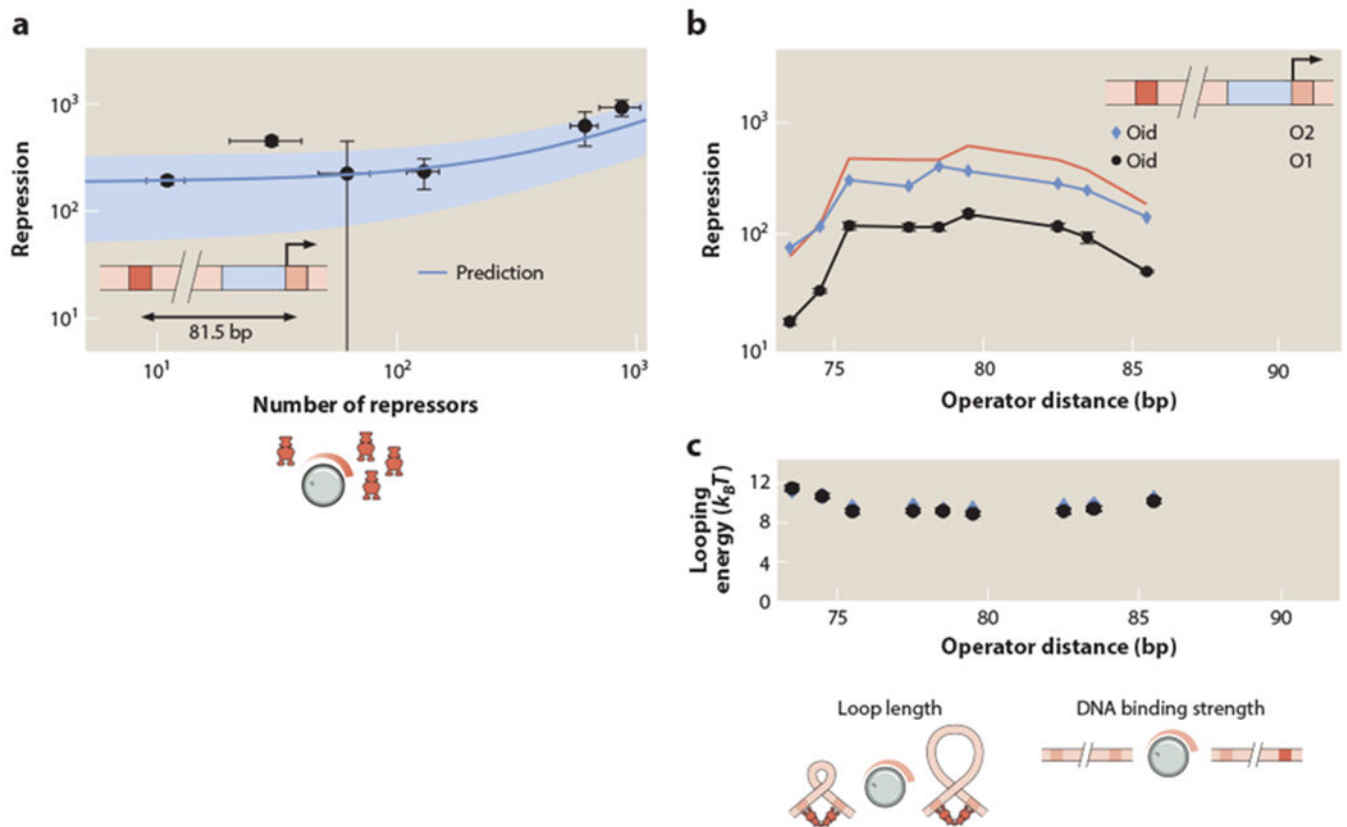 a
10³
10²
10¹
Repression
Prediction
81.5 bp
10¹
10²
10³
Number of repressors
b
10³
10²
10¹
Repression
Oid
O2
Oid
O1
75
80
85
90
Operator distance (bp)
c
12
8
4
0
Looping
energy (k_BT)
75
80
85
90
Operator distance (bp)
Loop length
DNA binding strength